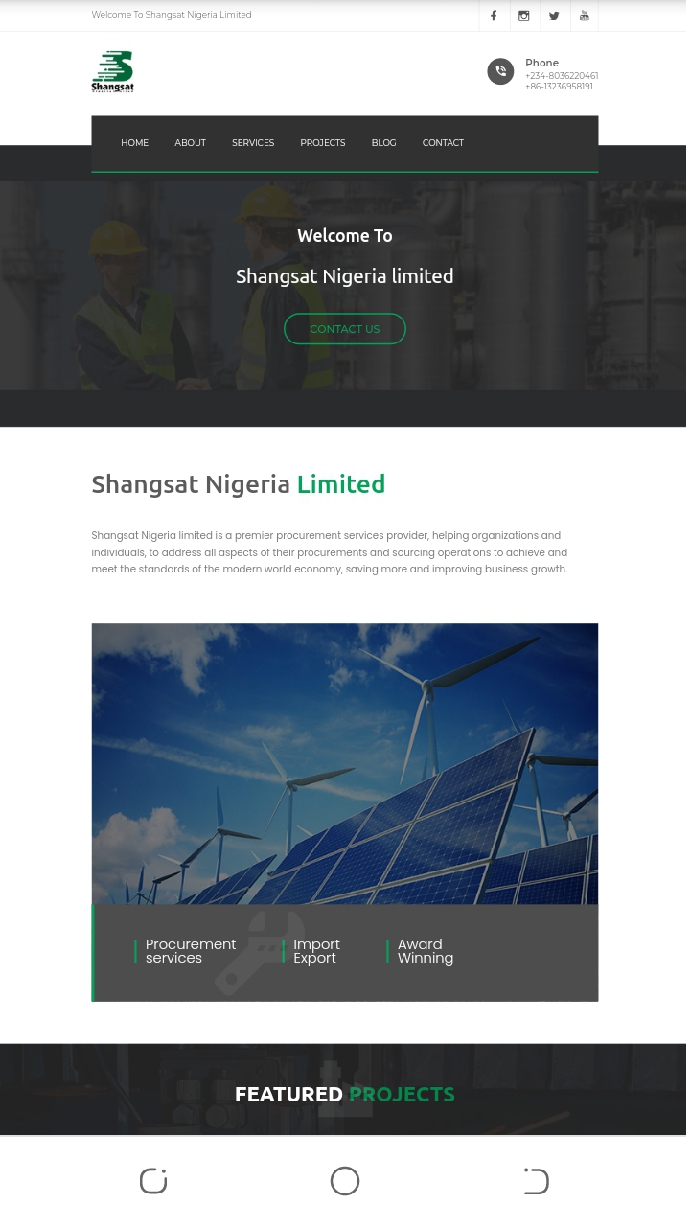 Welcome To Shangsat Nigeria Limited
Shangsat
Phone
+234-8036220461
+86-13236958191
HOME ABOUT SERVICES PROJECTS BLOG CONTACT
Welcome To
Shangsat Nigeria limited
CONTACT US
Shangsat Nigeria Limited
Shangsat Nigeria limited is a premier procurement services provider, helping organizations and
individuals, to address all aspects of their procurements and sourcing operations to achieve and
meet the standards of the modern world economy, saving more and improving business growth.
Procurement
services
Import
Export
Award
Winning
FEATURED PROJECTS